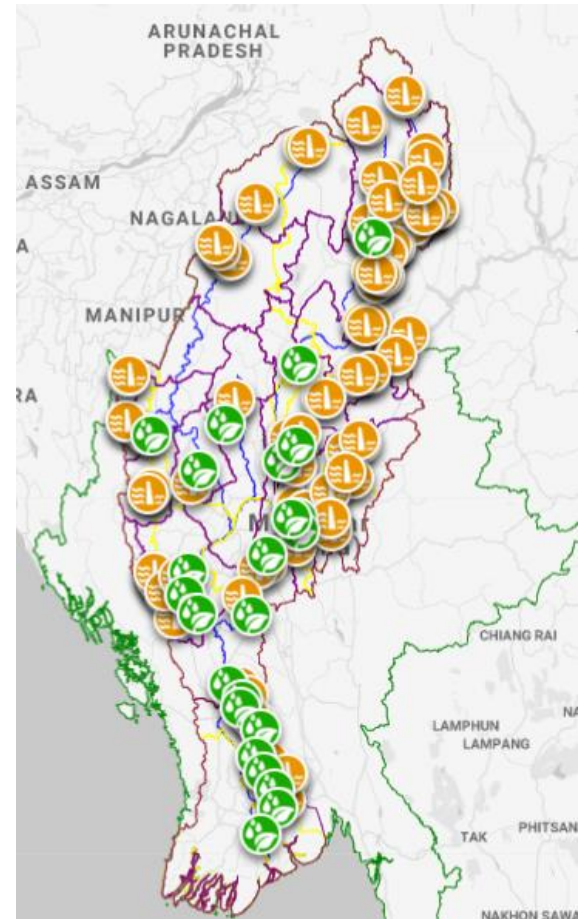 ARUNACHAL
PRADESH
ASSAM
NAGALAN
A
MANIPUR
RA
M
CHIANG RAI
NA
LAMPHUN
LAMPANG
TAK
PHITSAN
NAKHON SAWA